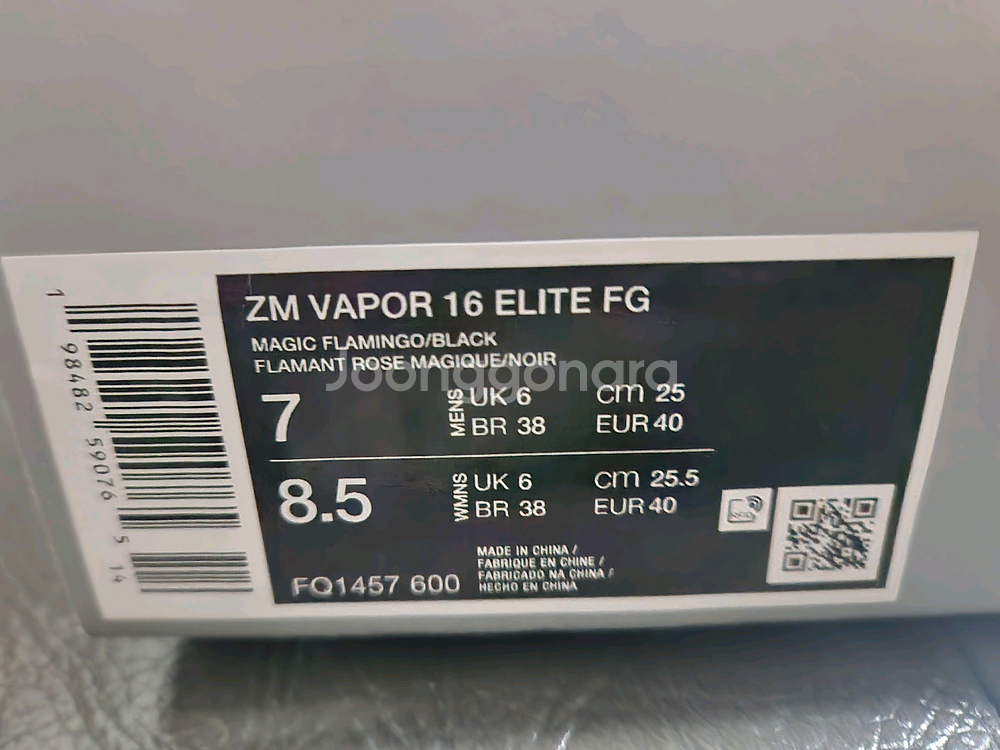 ZM VAPOR 16 ELITE FG
MAGIC FLAMINGO/BLACK
FLAMANT ROSE MAGIQUE/NOIR
Joonggonara
7 MENS UK 6 cm 25
BR 38 EUR 40
8.5 WMNS UK 6 cm 25.5
BR 38 EUR 40
RFID
MADE IN CHINA /
FABRIQUE EN CHINE /
FABRICADO NA CHINA /
HECHO EN CHINA
FQ1457 600
1 98482 59076 5 14